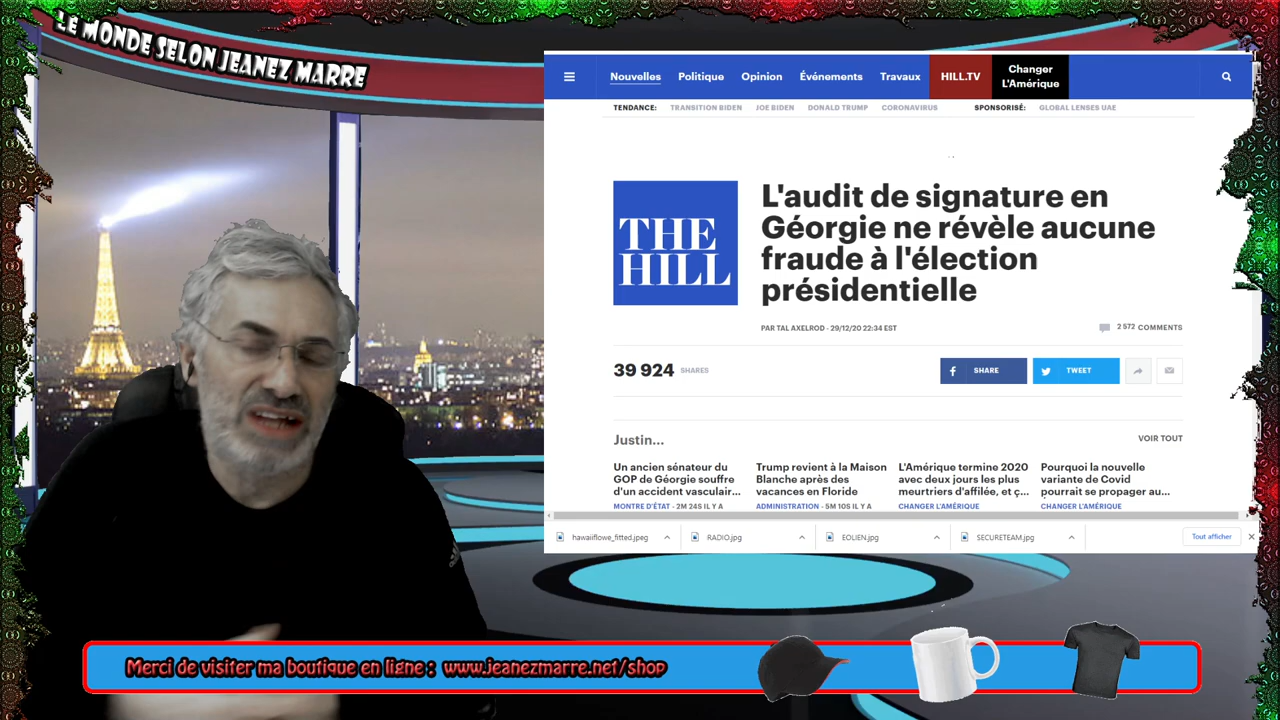 LE MONDE SELON JEANEZ MARRE
Nouvelles Politique Opinion Événements Travaux HILL.TV Changer
L'Amérique
TENDANCE: TRANSITION BIDEN JOE BIDEN DONALD TRUMP CORONAVIRUS SPONSORISÉ: GLOBAL LENSES UAE
THE
HILL
L'audit de signature en
Géorgie ne révèle aucune
fraude à l'élection
présidentielle
PAR TAL AXELROD - 29/12/20 22:34 EST
2 572 COMMENTS
39 924 SHARES
SHARE
TWEET
Justin...
VOIR TOUT
Un ancien sénateur du
GOP de Géorgie souffre
d'un accident vasculair...
MONTRE D'ÉTAT - 2M 24S IL Y A
Trump revient à la Maison
Blanche après des
vacances en Floride
ADMINISTRATION - 5M 10S IL Y A
L'Amérique termine 2020
avec deux jours les plus
meurtriers d'affilée, et ç...
CHANGER L'AMÉRIQUE
Pourquoi la nouvelle
variante de Covid
pourrait se propager au...
CHANGER L'AMÉRIQUE
hawaiiflowe_fitted.jpeg
RADIO.jpg
EOLIEN.jpg
SECURETEAM.jpg
Tout afficher
Merci de visiter ma boutique en ligne : www.jeanezmarre.net/shop